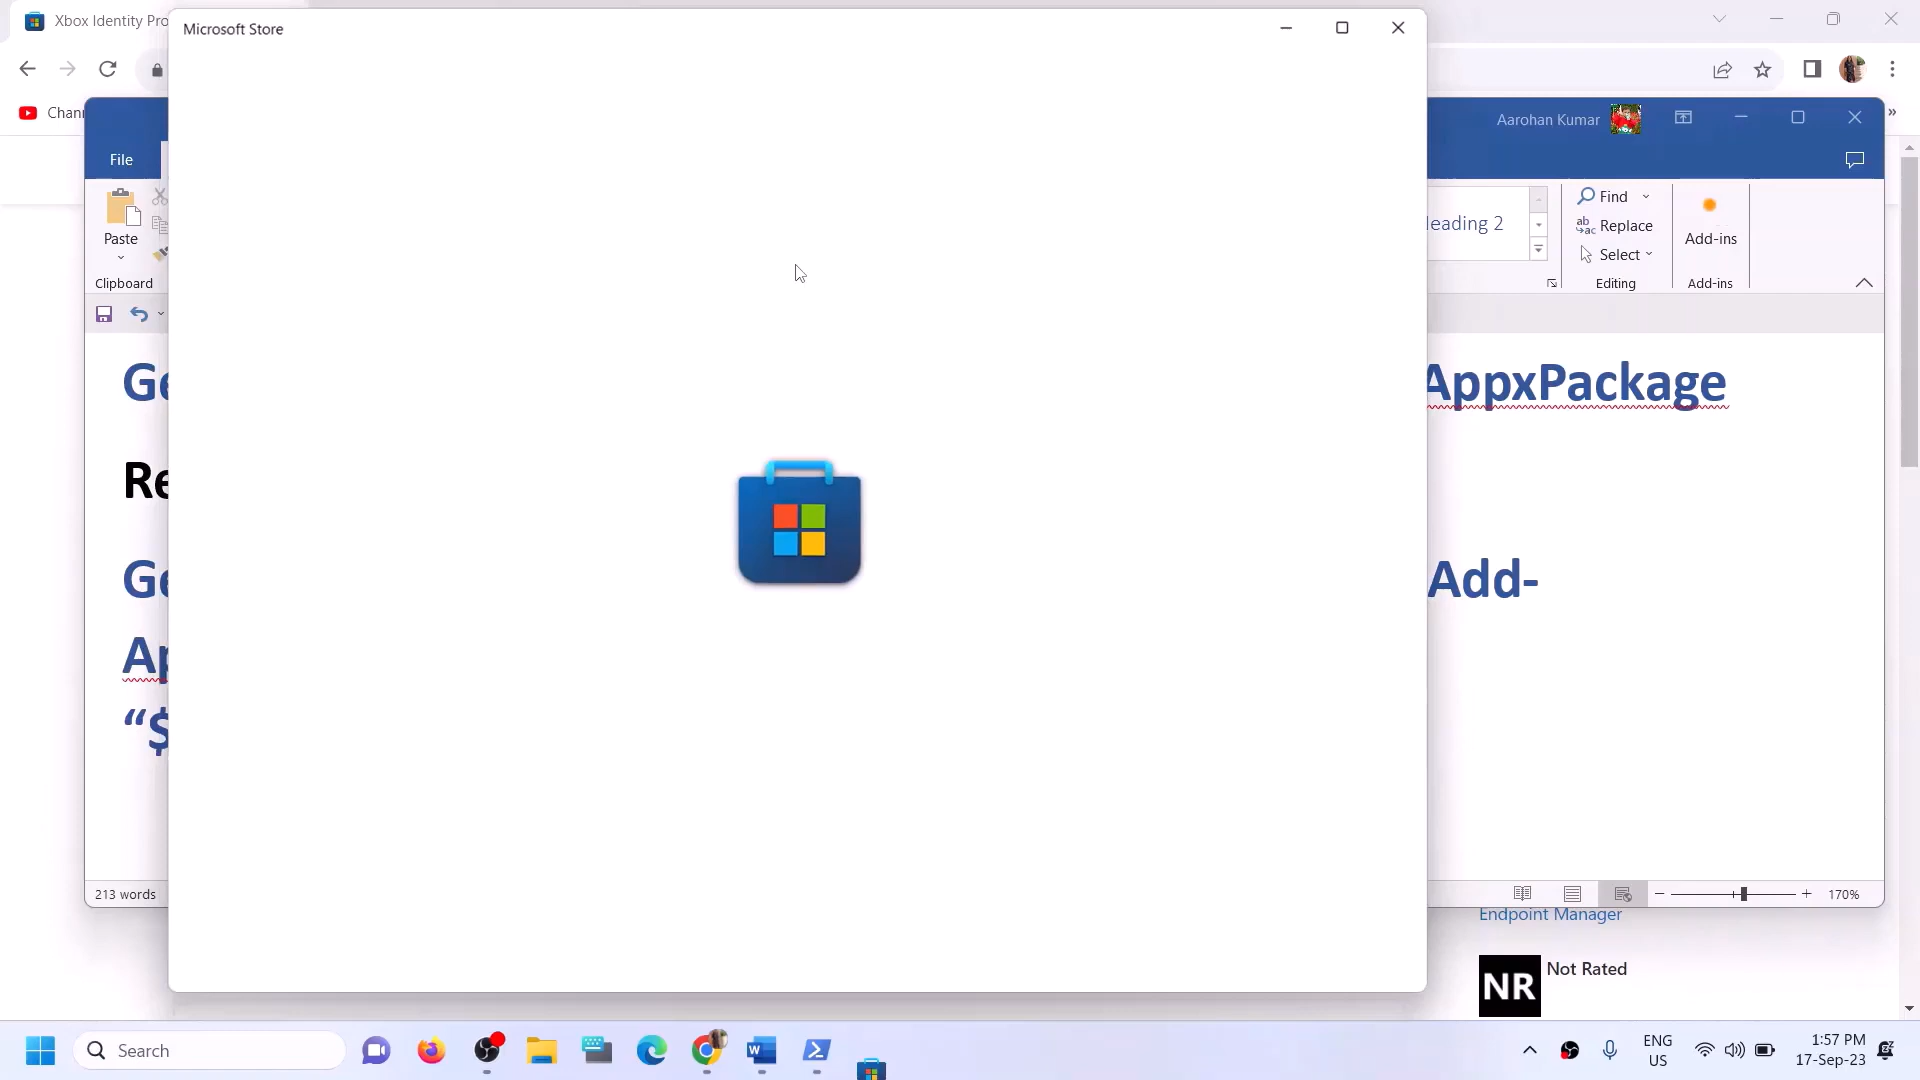 Xbox Identity Pro
Microsoft Store
Chann
Aarohan Kumar
File
Paste
Clipboard
eading 2
Find
Replace
Select
Editing
Add-ins
Add-ins
Ge
AppxPackage
Re
Ge
Add-
Ap
“$
213 words
170%
Endpoint Manager
NR
Not Rated
Search
ENG
US
1:57 PM
17-Sep-23